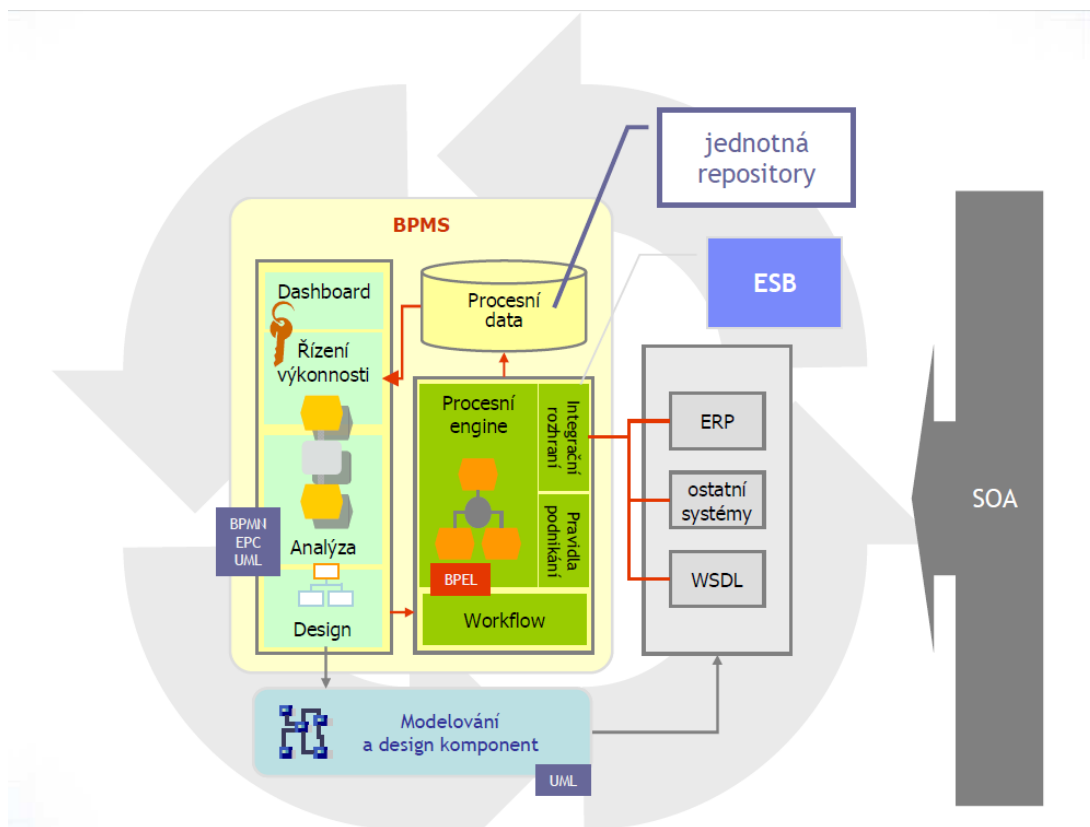 jednotná
repository
BPMS
ESB
Dashboard
Procesní
data
Řízení
výkonnosti
Procesní
engine
Integrační
rozhraní
ERP
ostatní
systémy
SOA
BPMN
EPC
UML
Analýza
Pravidla
podnikání
BPEL
WSDL
Design
Workflow
Modelování
a design komponent
UML